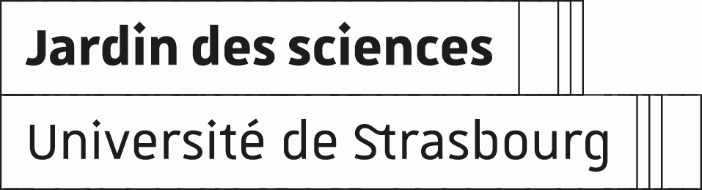 Jardin des sciences
Université de Strasbourg